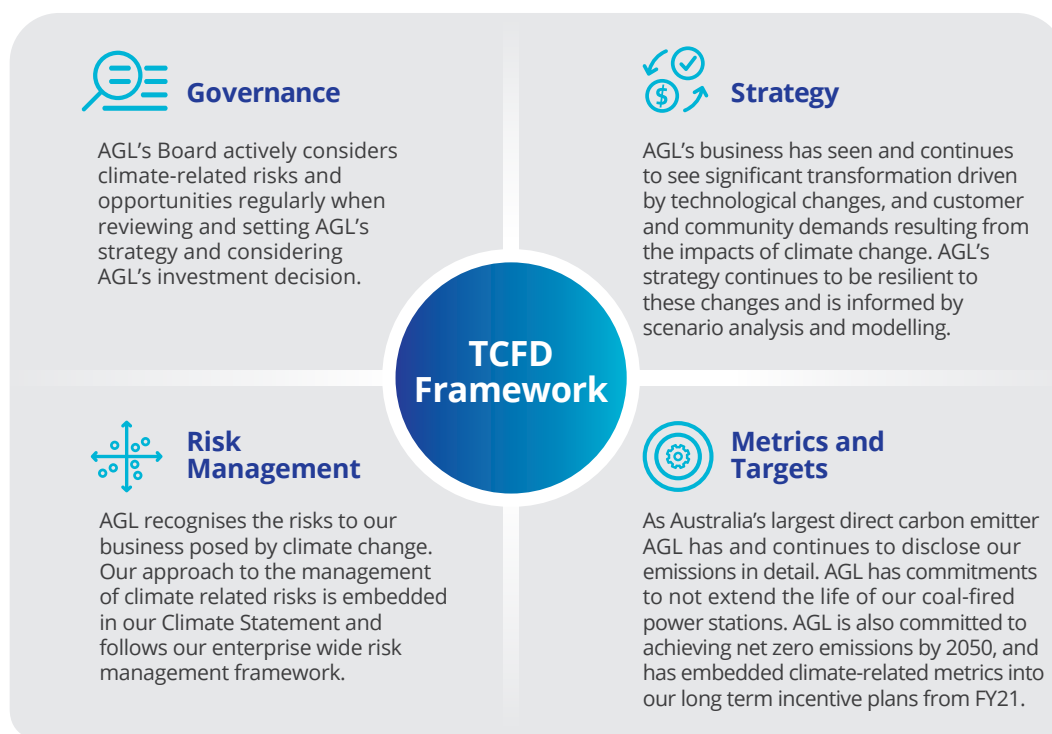 Governance
AGL's Board actively considers
climate-related risks and
opportunities regularly when
reviewing and setting AGL's
strategy and considering
AGL's investment decision.
Strategy
AGL's business has seen and continues
to see significant transformation driven
by technological changes, and customer
and community demands resulting from
the impacts of climate change. AGL's
strategy continues to be resilient to
these changes and is informed by
scenario analysis and modelling.
TCFD
Framework
Risk
Management
AGL recognises the risks to our
business posed by climate change.
Our approach to the management
of climate related risks is embedded
in our Climate Statement and
follows our enterprise wide risk
management framework.
Metrics and
Targets
As Australia's largest direct carbon emitter
AGL has and continues to disclose our
emissions in detail. AGL has commitments
to not extend the life of our coal-fired
power stations. AGL is also committed to
achieving net zero emissions by 2050, and
has embedded climate-related metrics into
our long term incentive plans from FY21.